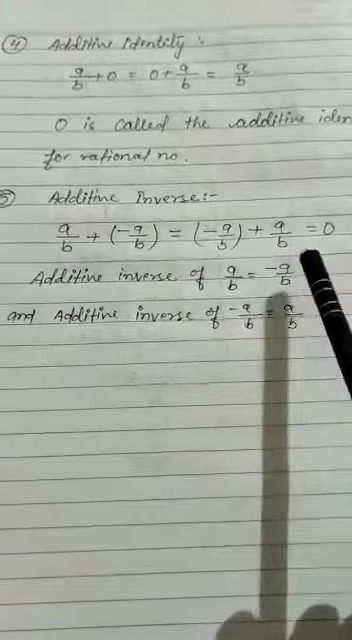 ④ Additive Identity :
a/b + 0 = 0 + a/b = a/b
0 is called the additive iden
for rational no.
⑤ Additive Inverse:-
a/b + (-a/b) = (-a/b) + a/b = 0
Additive inverse of a/b = -a/b
and Additive inverse of -a/b = a/b